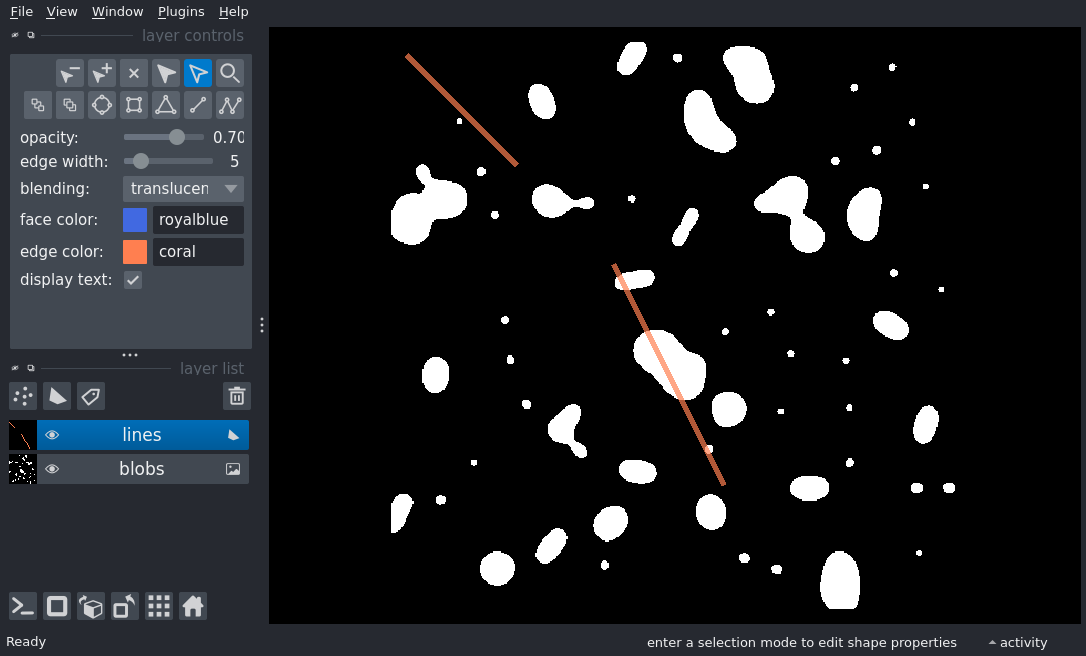 File View Window Plugins Help
layer controls
opacity: 0.70
edge width: 5
blending: translucen
face color: royalblue
edge color: coral
display text:
layer list
lines
blobs
Ready enter a selection mode to edit shape properties activity